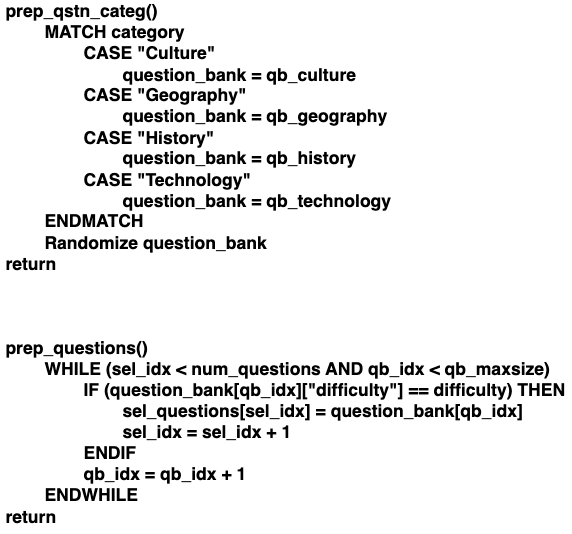 prep_qstn_categ()
MATCH category
CASE "Culture"
question_bank = qb_culture
CASE "Geography"
question_bank = qb_geography
CASE "History"
question_bank = qb_history
CASE "Technology"
question_bank = qb_technology
ENDMATCH
Randomize question_bank
return
prep_questions()
WHILE (sel_idx < num_questions AND qb_idx < qb_maxsize)
IF (question_bank[qb_idx]["difficulty"] == difficulty) THEN
sel_questions[sel_idx] = question_bank[qb_idx]
sel_idx = sel_idx + 1
ENDIF
qb_idx = qb_idx + 1
ENDWHILE
return